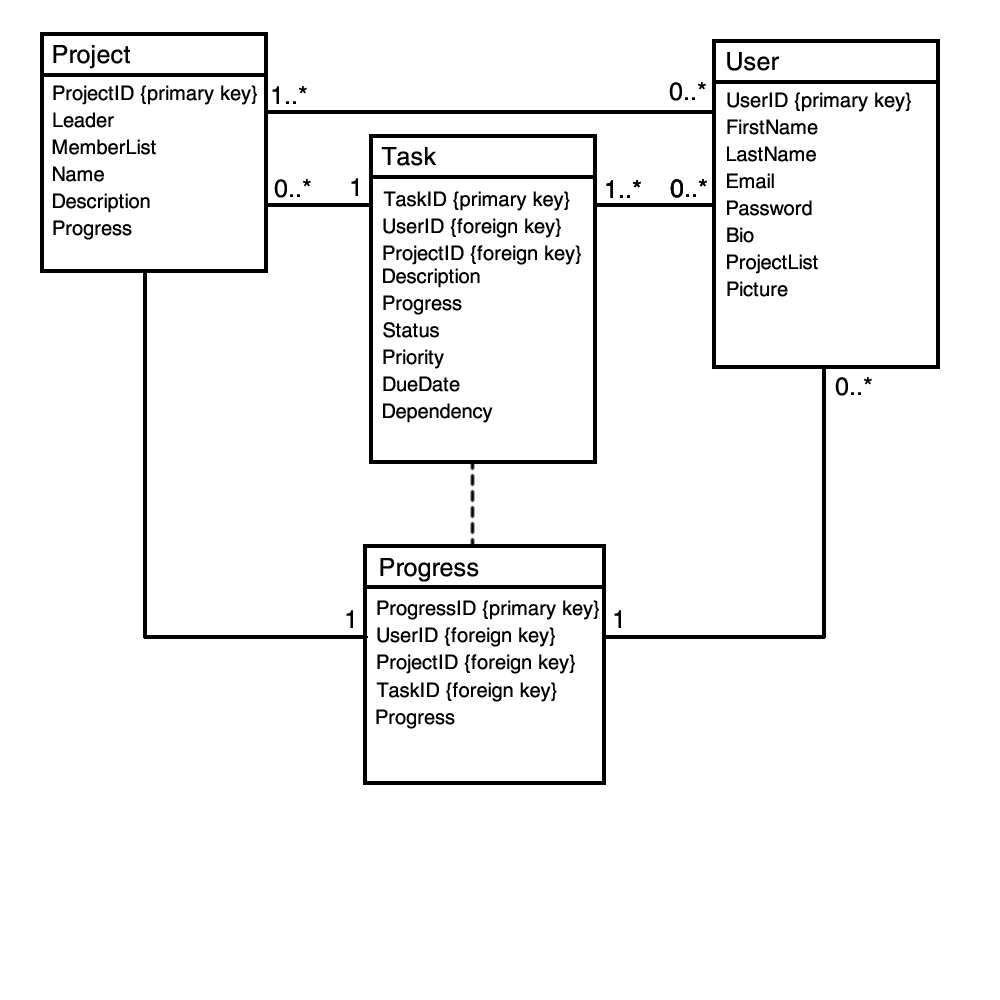 Project
ProjectID {primary key}
Leader
MemberList
Name
Description
Progress
1..*
0..*
0..*
1
Task
TaskID {primary key}
UserID {foreign key}
ProjectID {foreign key}
Description
Progress
Status
Priority
DueDate
Dependency
1..*
0..*
User
UserID {primary key}
FirstName
LastName
Email
Password
Bio
ProjectList
Picture
0..*
1
Progress
ProgressID {primary key}
UserID {foreign key}
ProjectID {foreign key}
TaskID {foreign key}
Progress
1